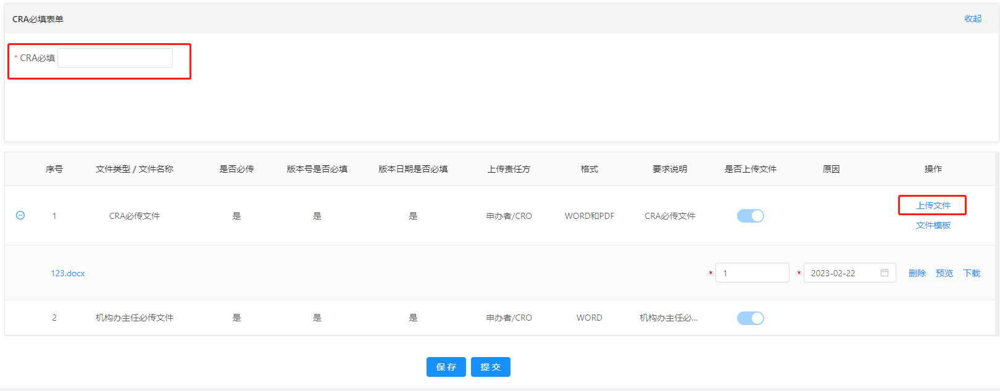 CRA必填表单 收起
* CRA必填
序号 文件类型 / 文件名称 是否必传 版本号是否必填 版本日期是否必填 上传责任方 格式 要求说明 是否上传文件 原因 操作
1 CRA必传文件 是 是 是 申办者/CRO WORD和PDF CRA必传文件 上传文件
文件模板
123.docx * 1 * 2023-02-22 删除 预览 下载
2 机构办主任必传文件 是 是 是 申办者/CRO WORD 机构办主任必...
保存 提交